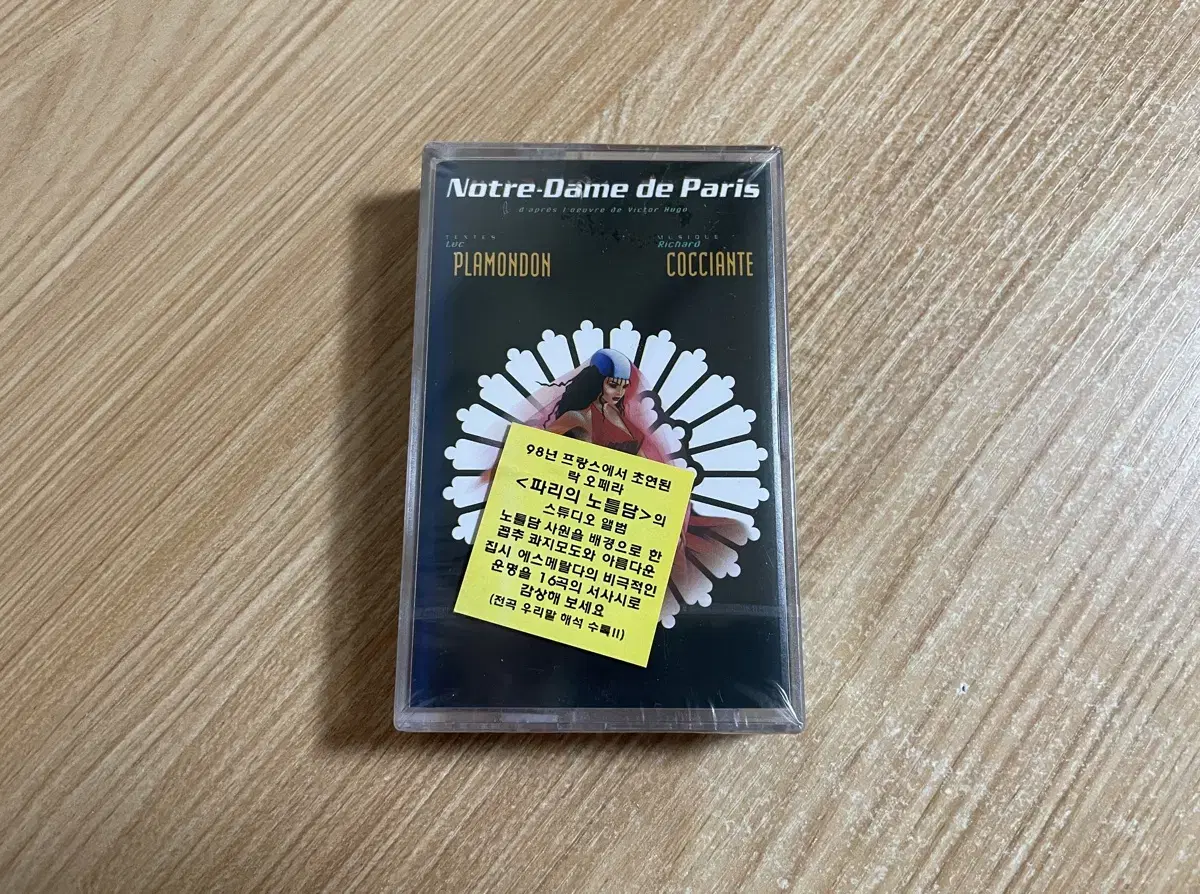 Notre-Dame de Paris
d'après l'oeuvre de Victor Hugo
TEXTES MUSIQUE
Luc Richard
PLAMONDON COCCIANTE
98년 프랑스에서 초연된
락 오페라
<파리의 노틀담>의
스튜디오 앨범
노틀담 사원을 배경으로 한
곱추 콰지모도와 아름다운
집시 에스메랄다의 비극적인
운명을 16곡의 서사시로
감상해 보세요
(전곡 우리말 해석 수록!!)